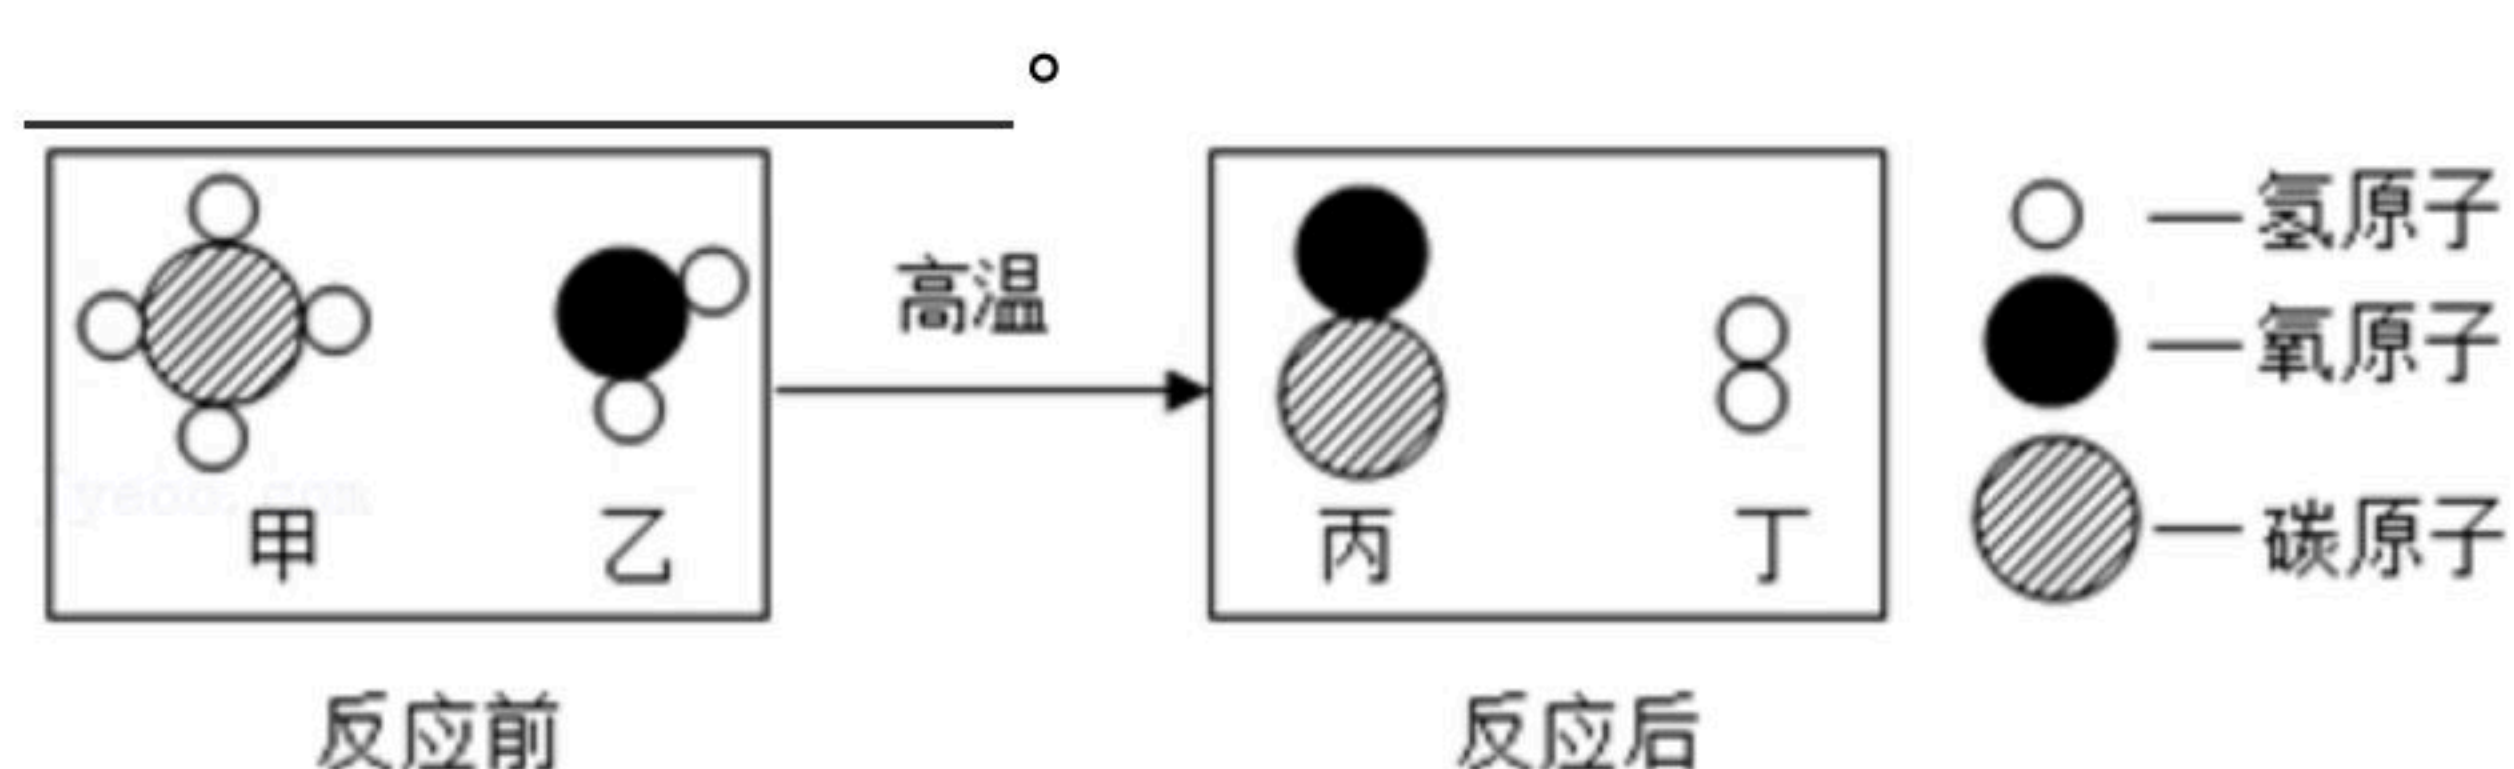 。
高温
甲 乙
丙 丁
—氢原子
—氧原子
—碳原子
反应前
反应后